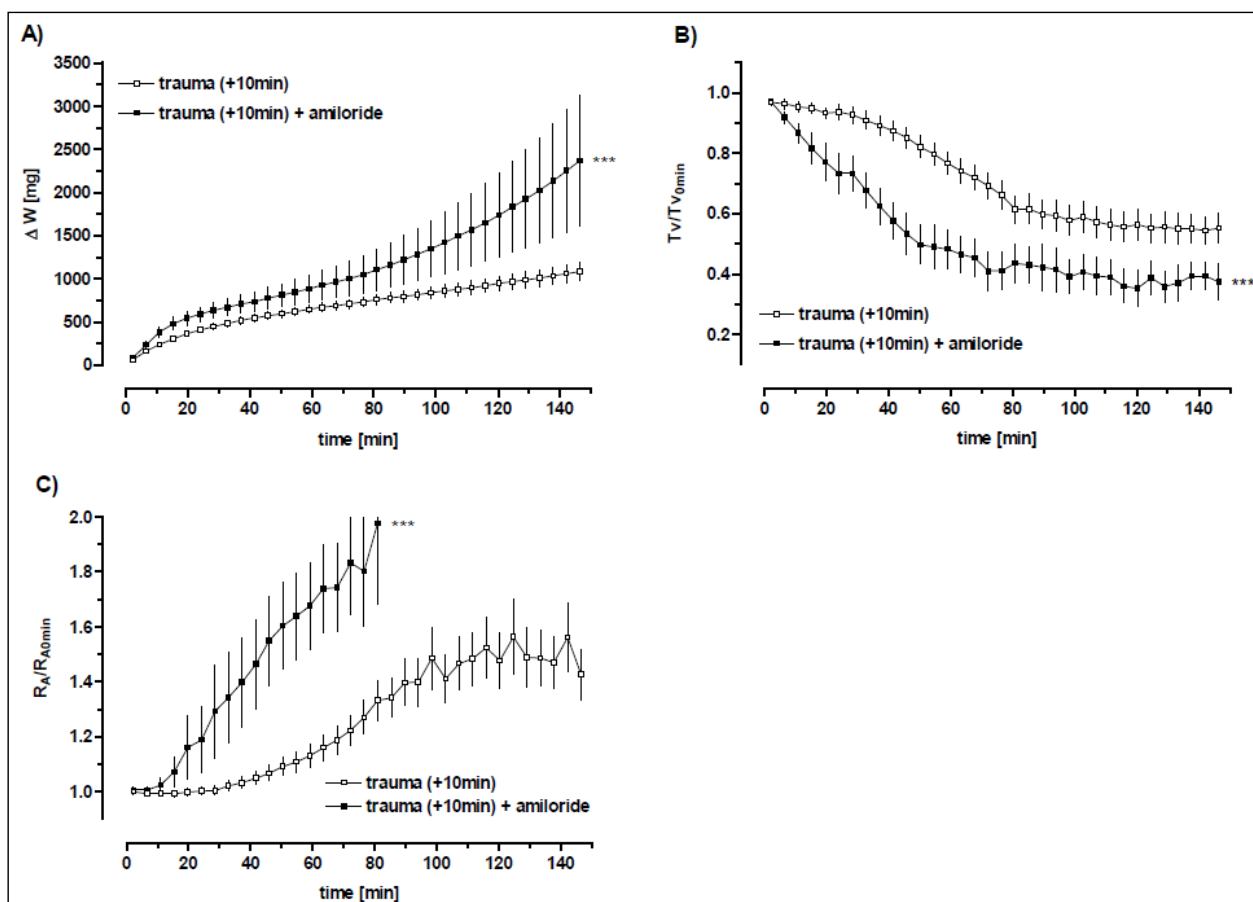 A)
3500
3000
2500
2000
1500
1000
500
0
Δ W [mg]
trauma (+10min)
trauma (+10min) + amiloride
***
0 20 40 60 80 100 120 140
time [min]
B)
1.0
0.8
0.6
0.4
0.2
Tv/Tv0min
trauma (+10min)
trauma (+10min) + amiloride
***
0 20 40 60 80 100 120 140
time [min]
C)
2.0
1.8
1.6
1.4
1.2
1.0
RA/RA0min
***
trauma (+10min)
trauma (+10min) + amiloride
0 20 40 60 80 100 120 140
time [min]